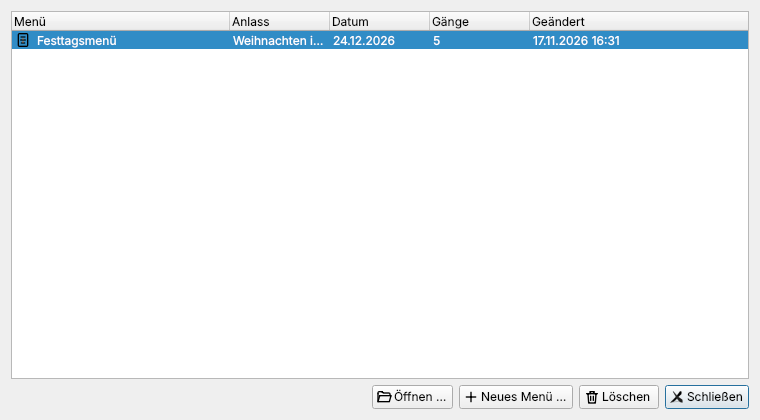 Menü Anlass Datum Gänge Geändert
Festtagsmenü Weihnachten i... 24.12.2026 5 17.11.2026 16:31
Öffnen ... Neues Menü ... Löschen Schließen